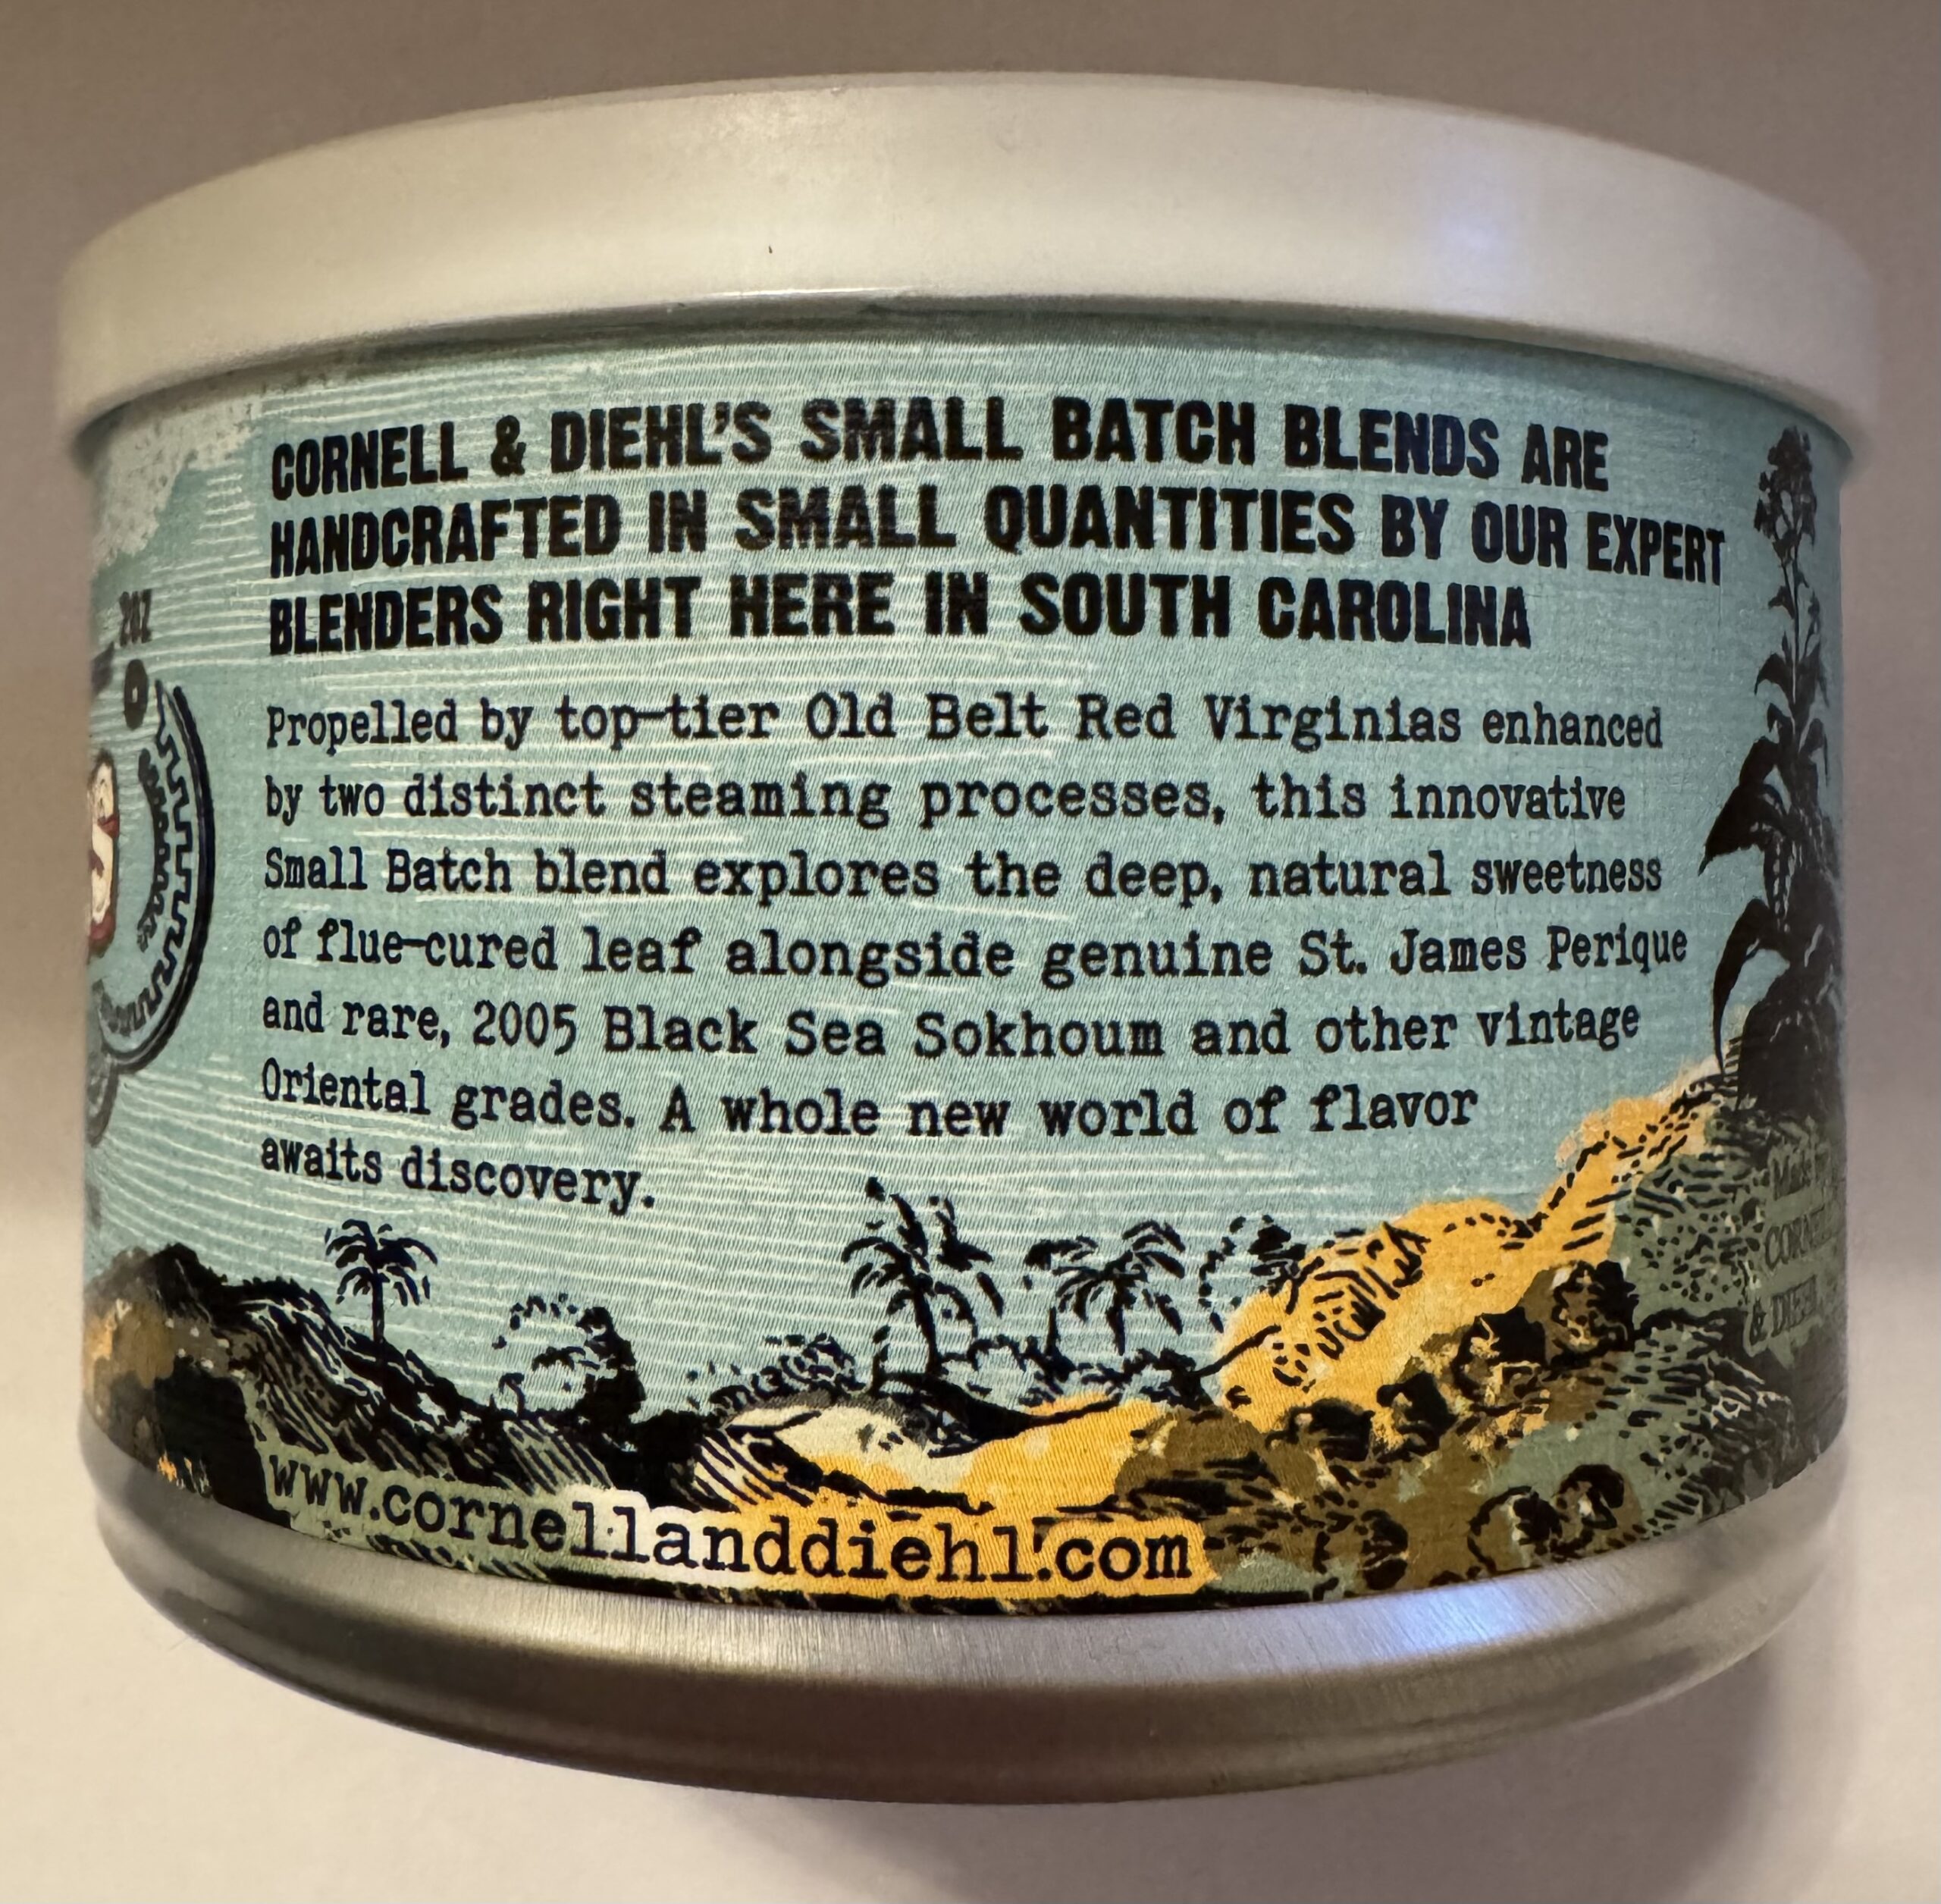 CORNELL & DIEHL'S SMALL BATCH BLENDS ARE
HANDCRAFTED IN SMALL QUANTITIES BY OUR EXPERT
BLENDERS RIGHT HERE IN SOUTH CAROLINA
2OZ
Propelled by top-tier Old Belt Red Virginias enhanced
by two distinct steaming processes, this innovative
Small Batch blend explores the deep, natural sweetness
of flue-cured leaf alongside genuine St. James Perique
and rare, 2005 Black Sea Sokhoum and other vintage
Oriental grades. A whole new world of flavor
awaits discovery.
www.cornellanddiehl.com